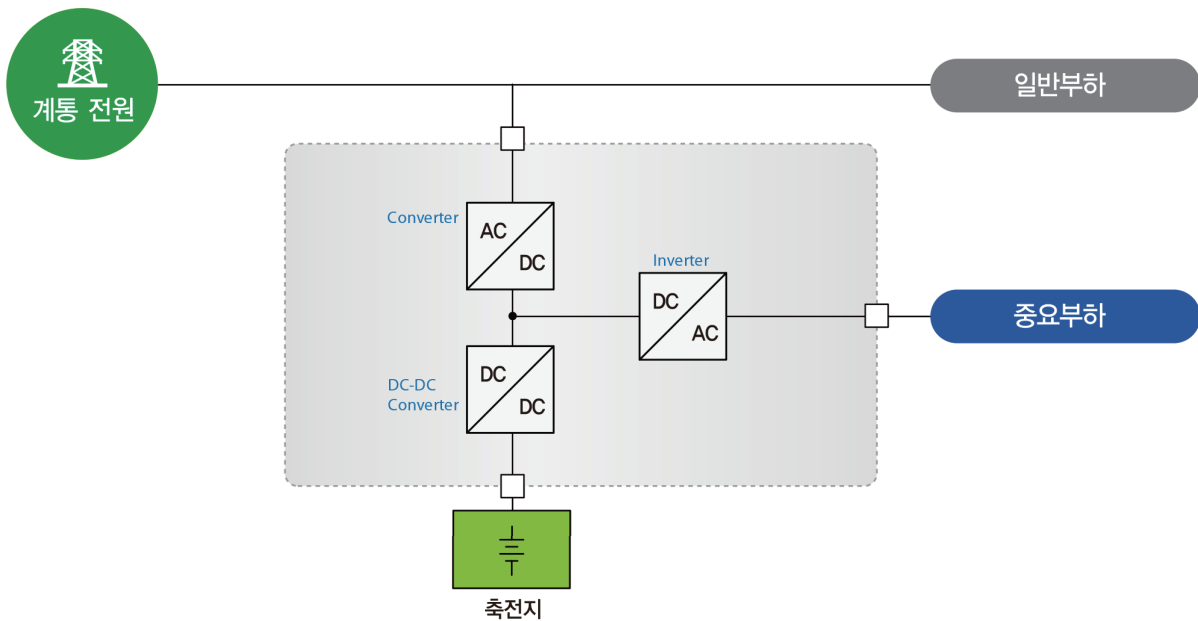 계통 전원
일반부하
Converter
AC
DC
Inverter
DC
AC
중요부하
DC-DC
Converter
DC
DC
축전지